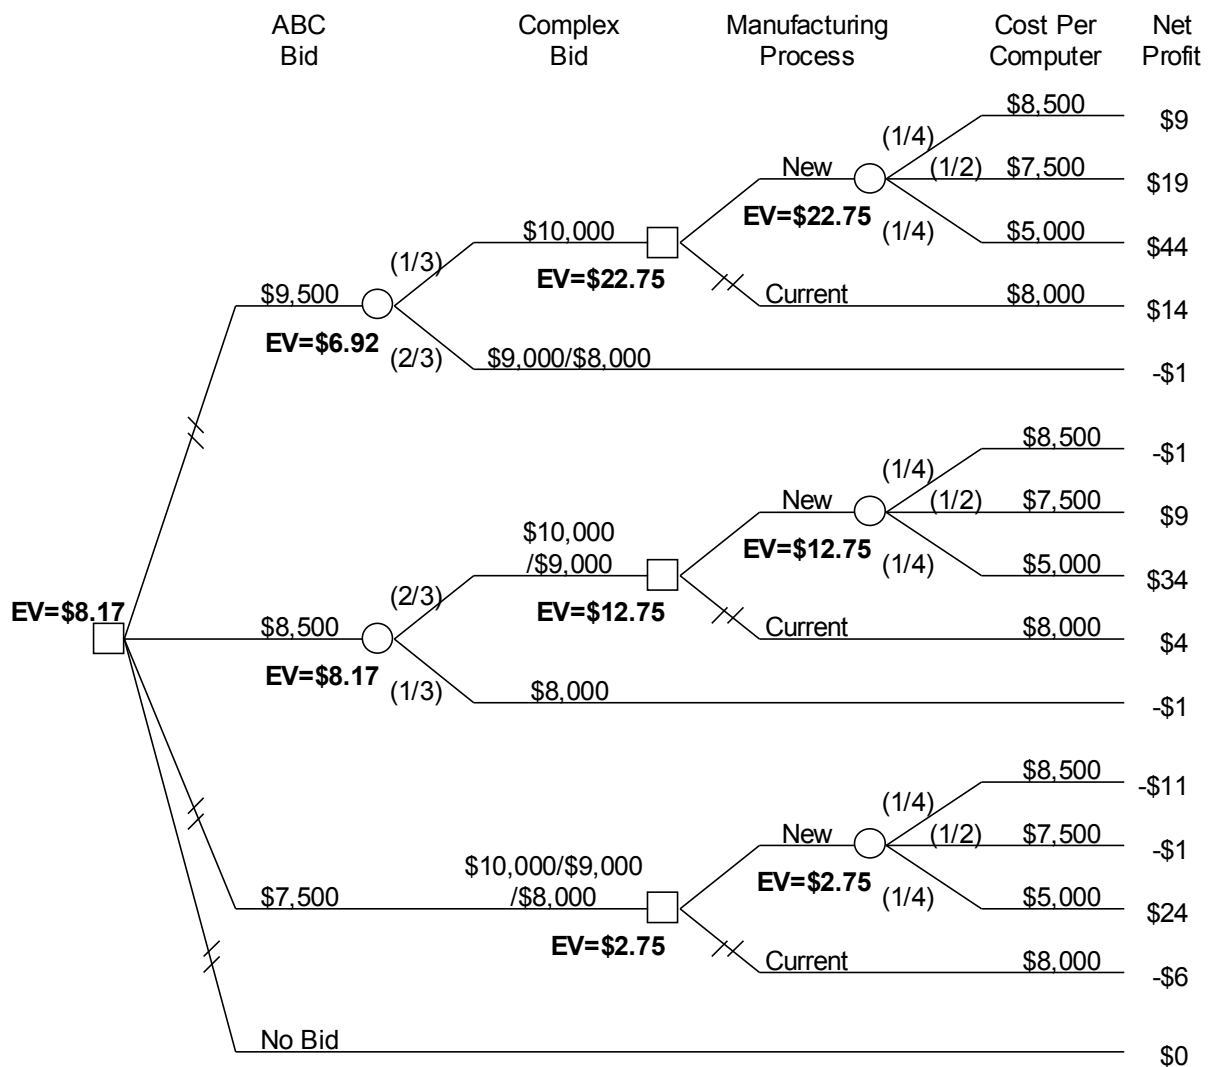 ABC Bid
Complex Bid
Manufacturing Process
Cost Per Computer
Net Profit
$8,500
$9
(1/4)
New
(1/2)
$7,500
$19
EV=$22.75
(1/4)
$5,000
$44
$10,000
(1/3)
EV=$22.75
Current
$8,000
$14
$9,500
EV=$6.92
(2/3)
$9,000/$8,000
-$1
$8,500
-$1
(1/4)
New
(1/2)
$7,500
$9
EV=$12.75
(1/4)
$5,000
$34
$10,000
/$9,000
(2/3)
EV=$12.75
EV=$8.17
Current
$8,000
$4
$8,500
EV=$8.17
(1/3)
$8,000
-$1
$8,500
-$11
(1/4)
New
(1/2)
$7,500
-$1
EV=$2.75
(1/4)
$5,000
$24
$10,000/$9,000
/$8,000
$7,500
EV=$2.75
Current
$8,000
-$6
No Bid
$0